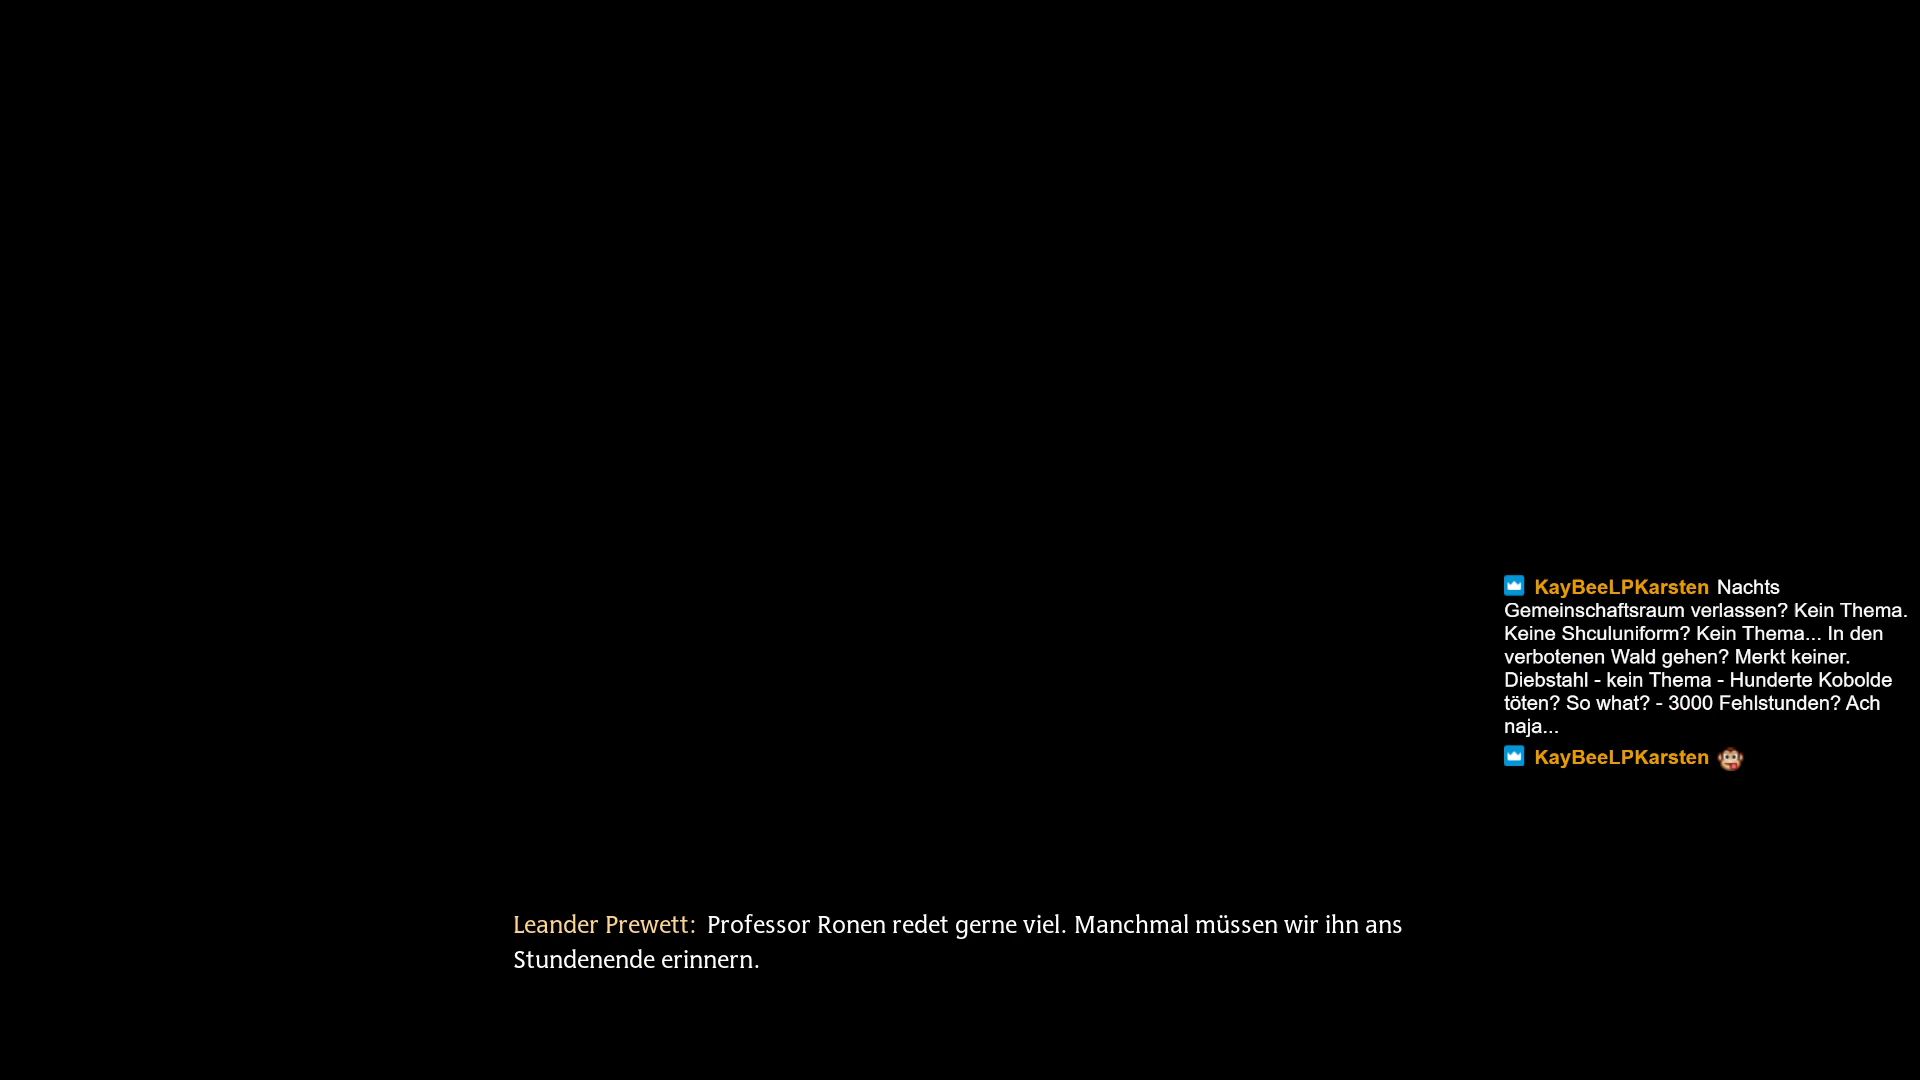 KayBeeLPKarsten Nachts
Gemeinschaftsraum verlassen? Kein Thema.
Keine Shculuniform? Kein Thema... In den
verbotenen Wald gehen? Merkt keiner.
Diebstahl - kein Thema - Hunderte Kobolde
töten? So what? - 3000 Fehlstunden? Ach
naja...
KayBeeLPKarsten
Leander Prewett: Professor Ronen redet gerne viel. Manchmal müssen wir ihn ans
Stundenende erinnern.